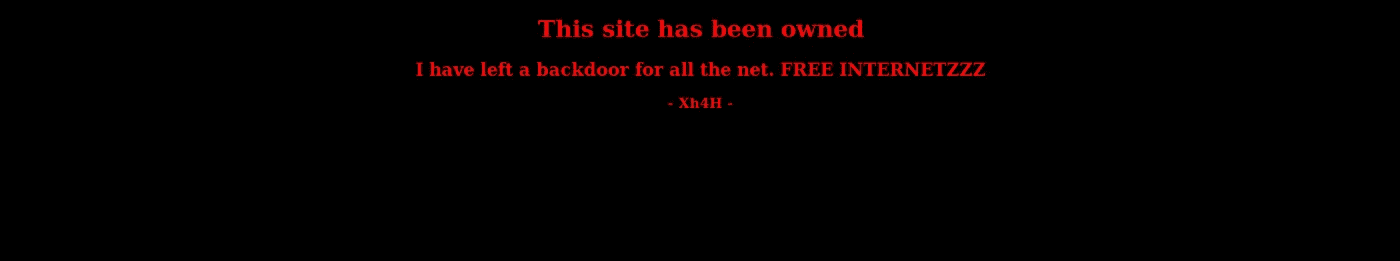 This site has been owned
I have left a backdoor for all the net. FREE INTERNETZZZ
- Xh4H -